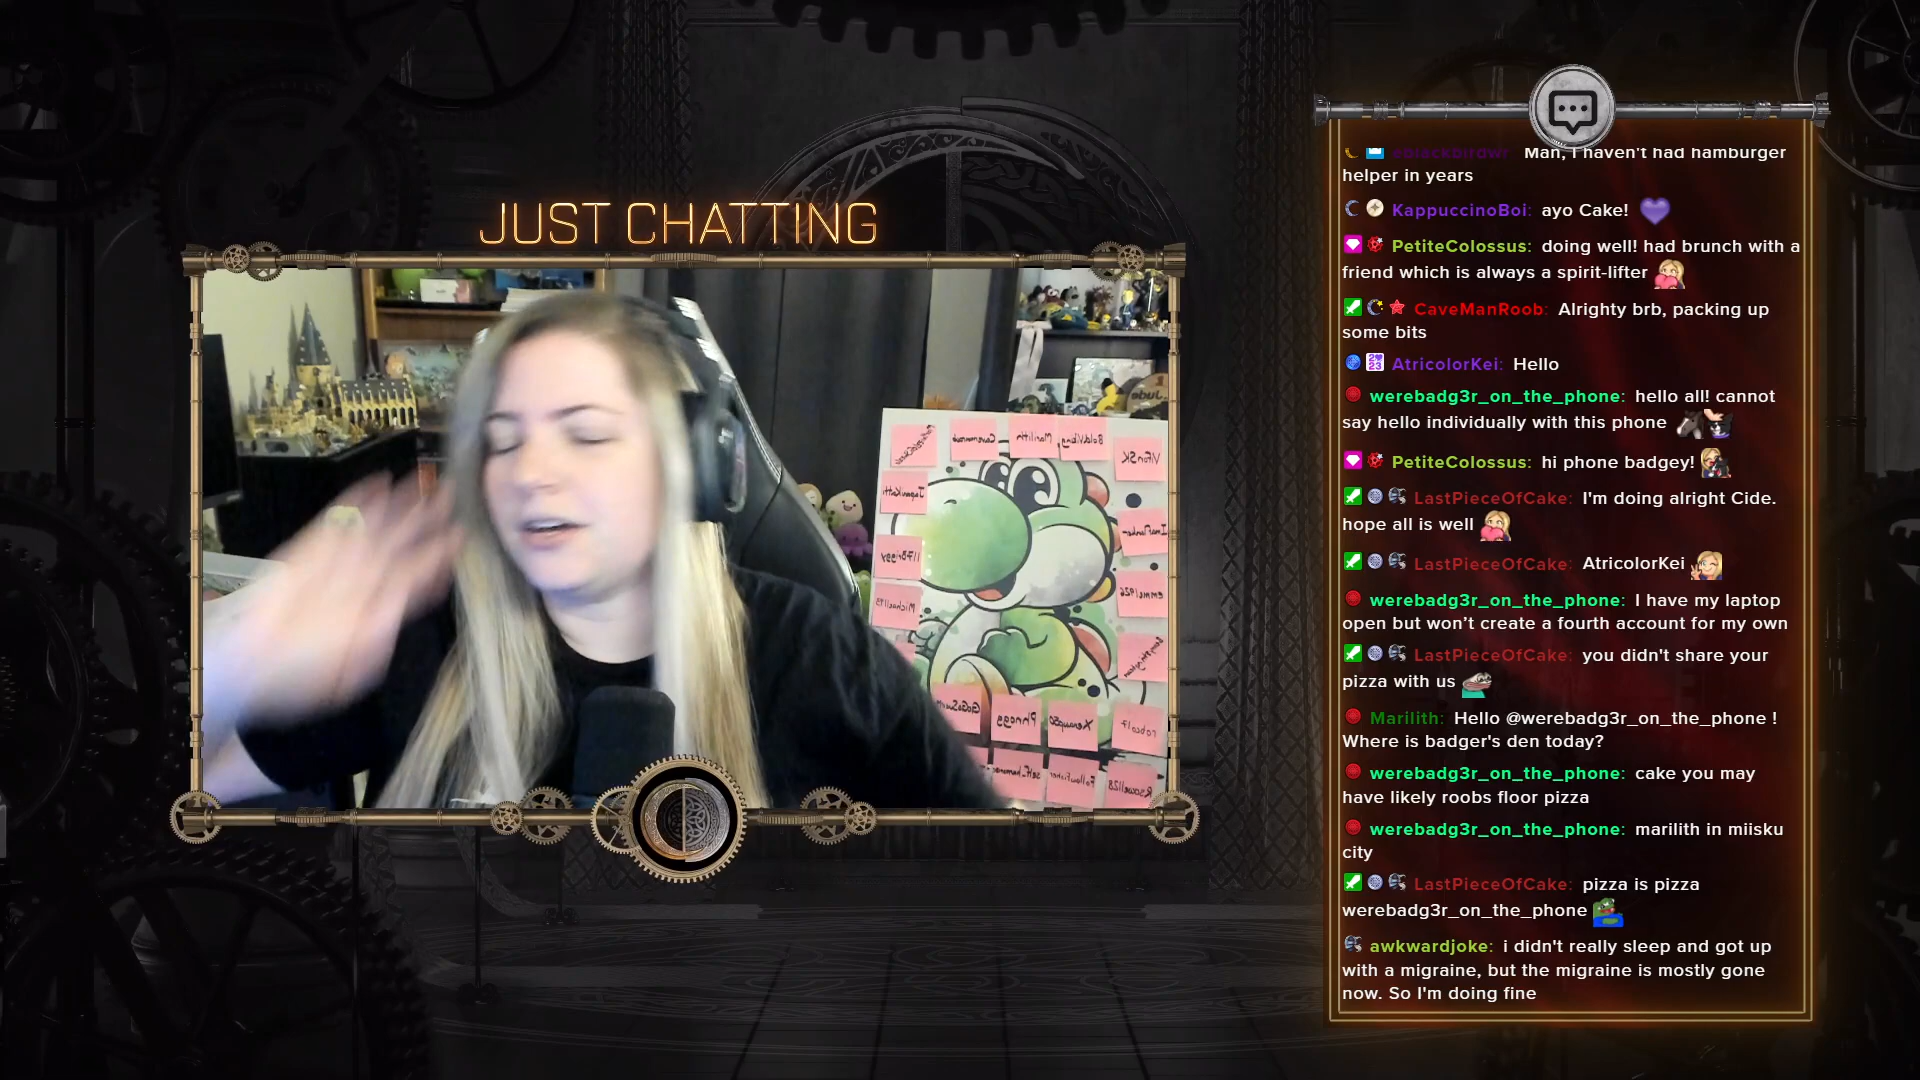 JUST CHATTING
Man, I haven't had hamburger
helper in years
KappuccinoBoi: ayo Cake!
PetiteColossus: doing well! had brunch with a
friend which is always a spirit-lifter
CaveManRoob: Alrighty brb, packing up
some bits
AtricolorKei: Hello
werebadg3r_on_the_phone: hello all! cannot
say hello individually with this phone
PetiteColossus: hi phone badgey!
LastPieceOfCake: I'm doing alright Cide.
hope all is well
LastPieceOfCake: AtricolorKei
werebadg3r_on_the_phone: I have my laptop
open but won’t create a fourth account for my own
LastPieceOfCake: you didn't share your
pizza with us
Marilith: Hello @werebadg3r_on_the_phone !
Where is badger's den today?
werebadg3r_on_the_phone: cake you may
have likely roobs floor pizza
werebadg3r_on_the_phone: marilith in miisku
city
LastPieceOfCake: pizza is pizza
werebadg3r_on_the_phone
awkwardjoke: i didn't really sleep and got up
with a migraine, but the migraine is mostly gone
now. So I'm doing fine
Marilith
BoldViking
ViFonSK
117Briggy
Phnogg